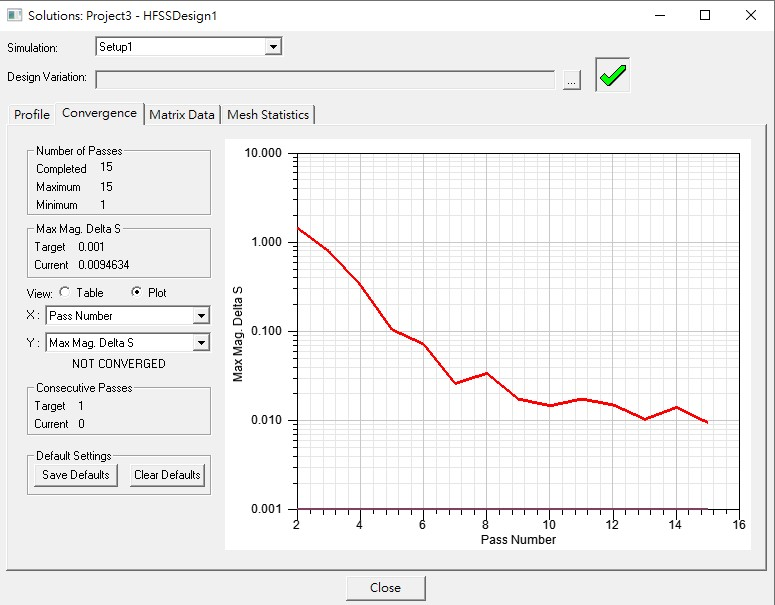 Solutions: Project3 - HFSSDesign1
Simulation: Setup1
Design Variation: ...
Profile Convergence Matrix Data Mesh Statistics
Number of Passes
Completed 15
Maximum 15
Minimum 1
Max Mag. Delta S
Target 0.001
Current 0.0094634
View: Table Plot
X : Pass Number
Y : Max Mag. Delta S
NOT CONVERGED
Consecutive Passes
Target 1
Current 0
Default Settings
Save Defaults Clear Defaults
Max Mag. Delta S
10.000
1.000
0.100
0.010
0.001
2 4 6 8 10 12 14 16
Pass Number
Close